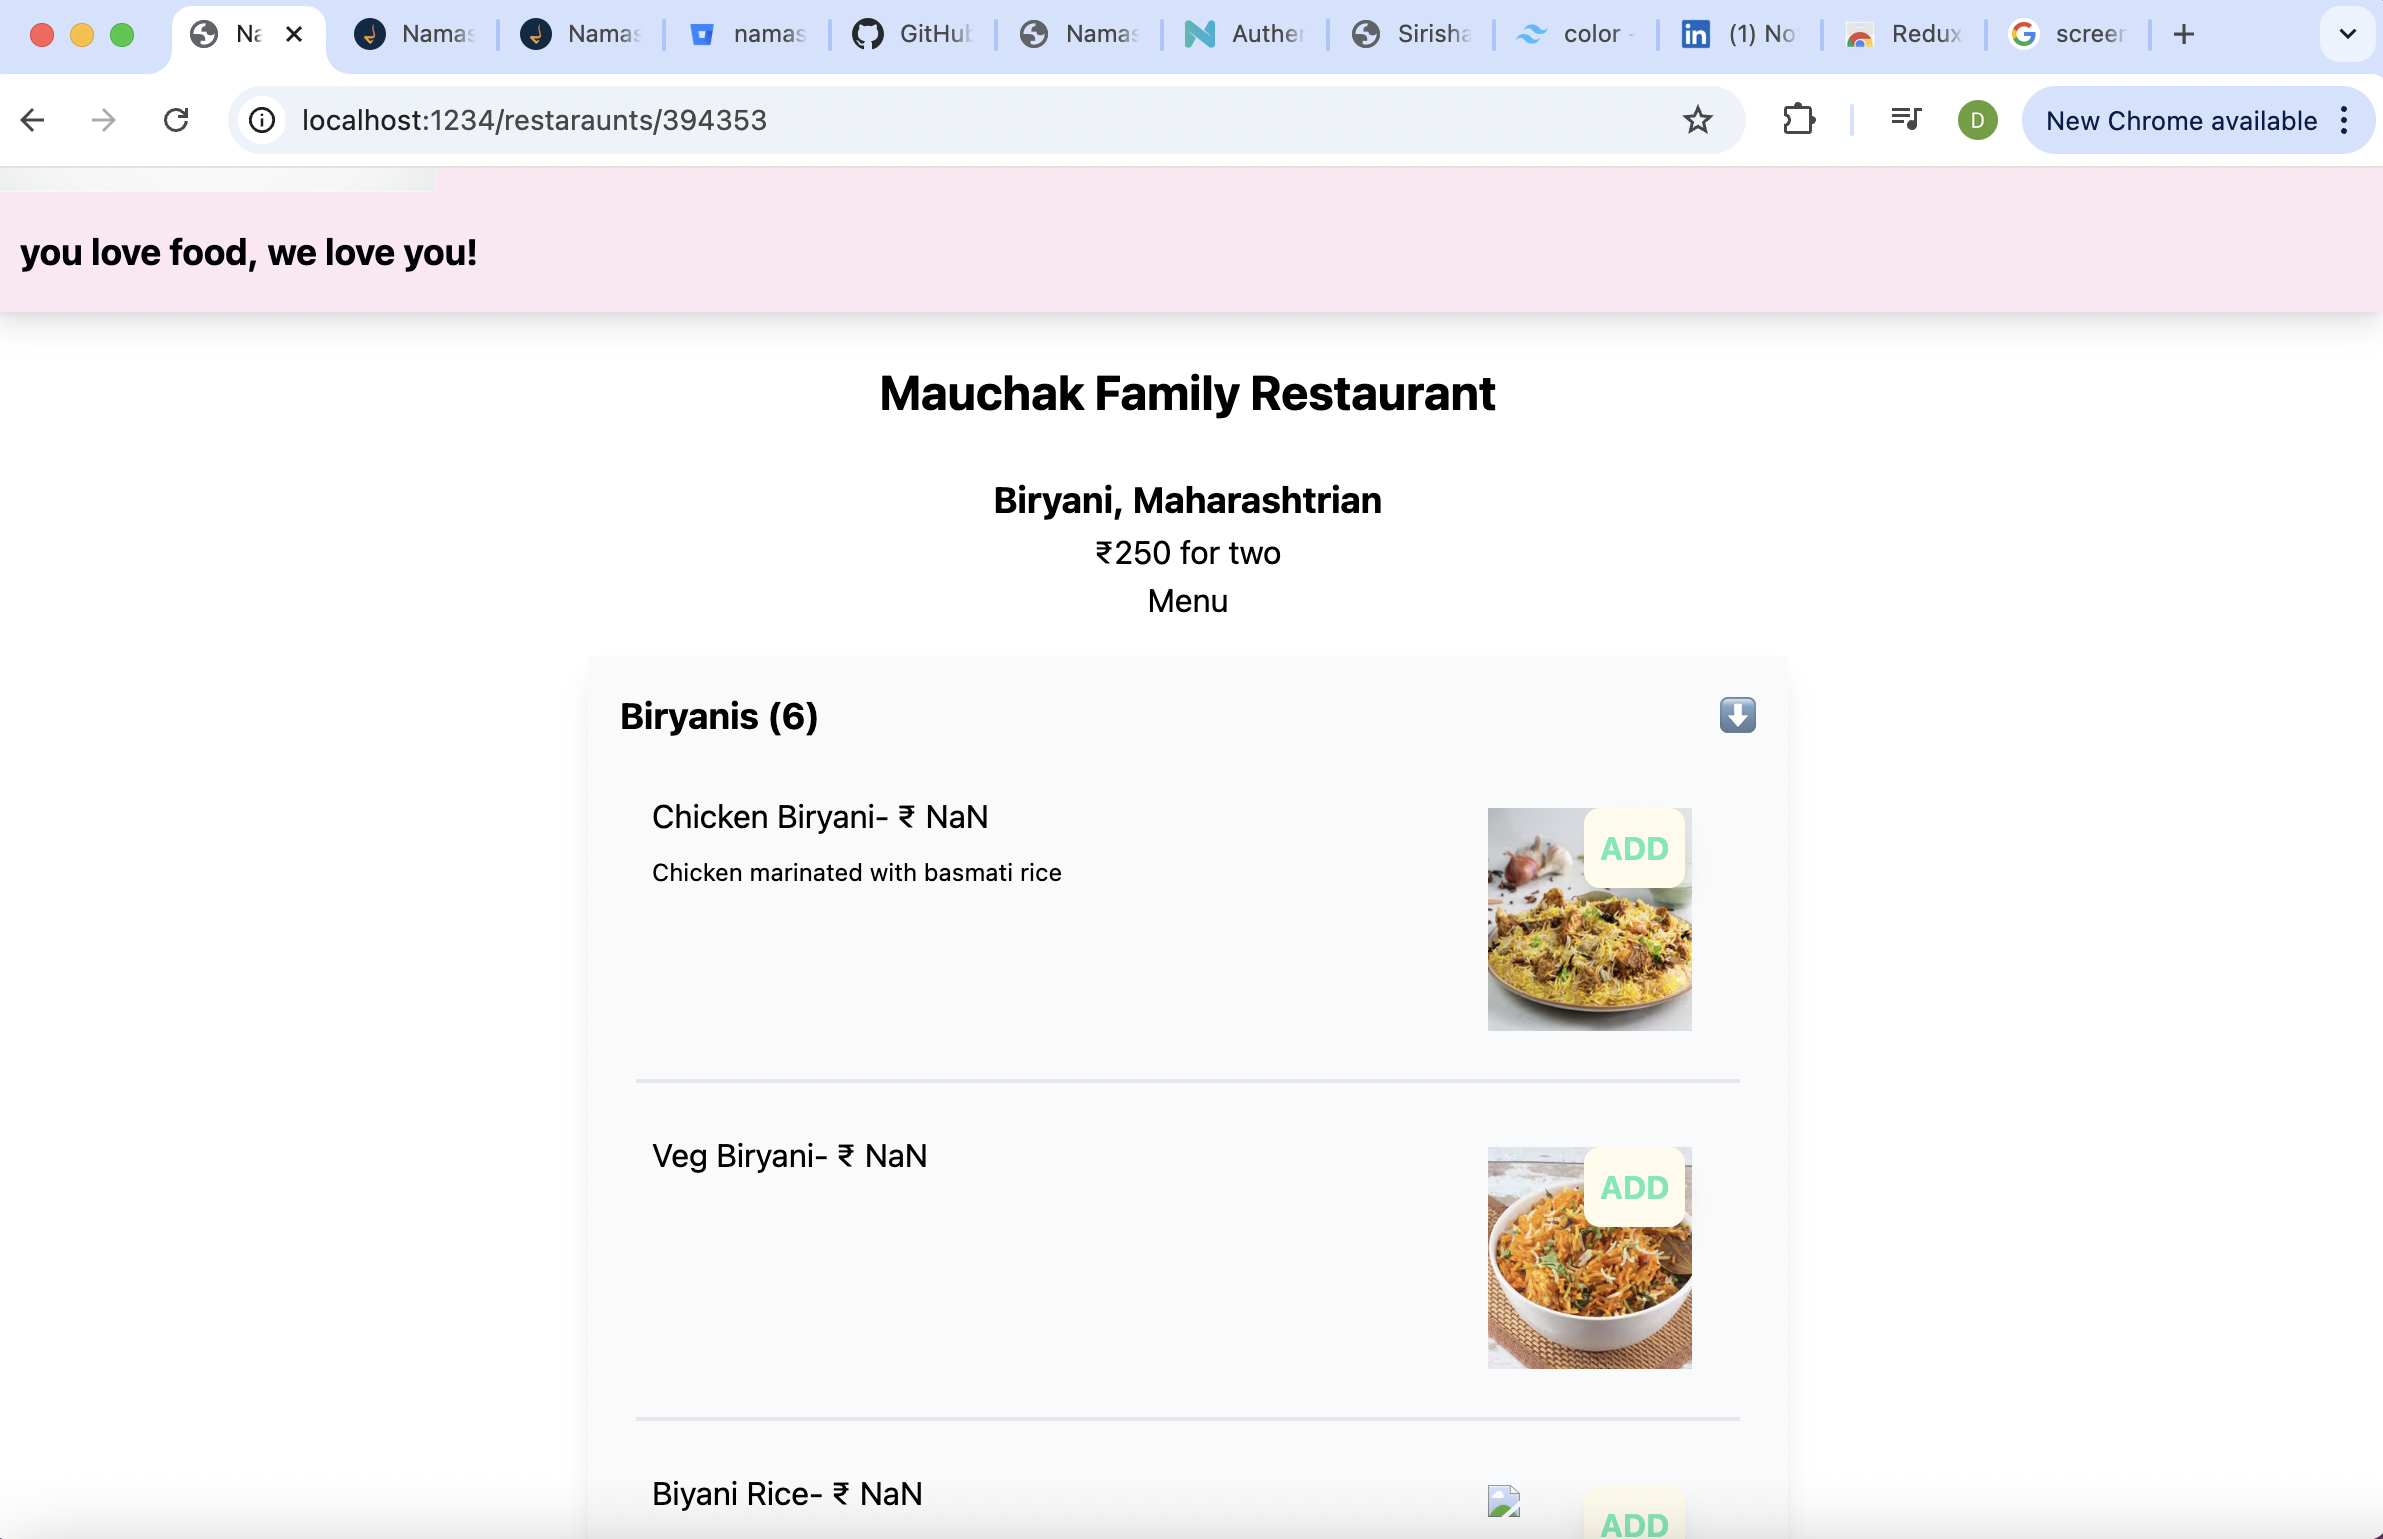 Na
Namas
Namas
namas
GitHub
Namas
Auther
Sirisha
color -
(1) No
Redux
screer
localhost:1234/restaraunts/394353
D
New Chrome available
you love food, we love you!
Mauchak Family Restaurant
Biryani, Maharashtrian
₹250 for two
Menu
Biryanis (6)
Chicken Biryani- ₹ NaN
ADD
Chicken marinated with basmati rice
Veg Biryani- ₹ NaN
ADD
Biyani Rice- ₹ NaN
ADD